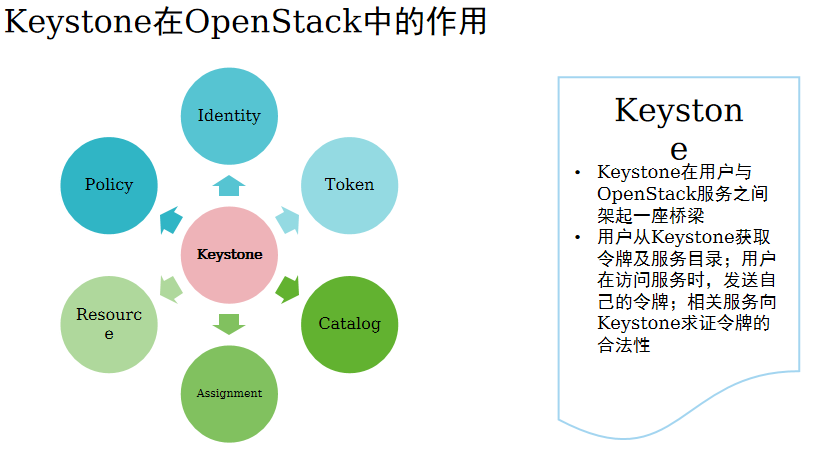 Keystone在OpenStack中的作用
Identity
Policy
Token
Keystone
Resourc
e
Catalog
Assignment
Keyston
e
• Keystone在用户与
OpenStack服务之间
架起一座桥梁
• 用户从Keystone获取
令牌及服务目录；用户
在访问服务时，发送自
己的令牌；相关服务向
Keystone求证令牌的
合法性